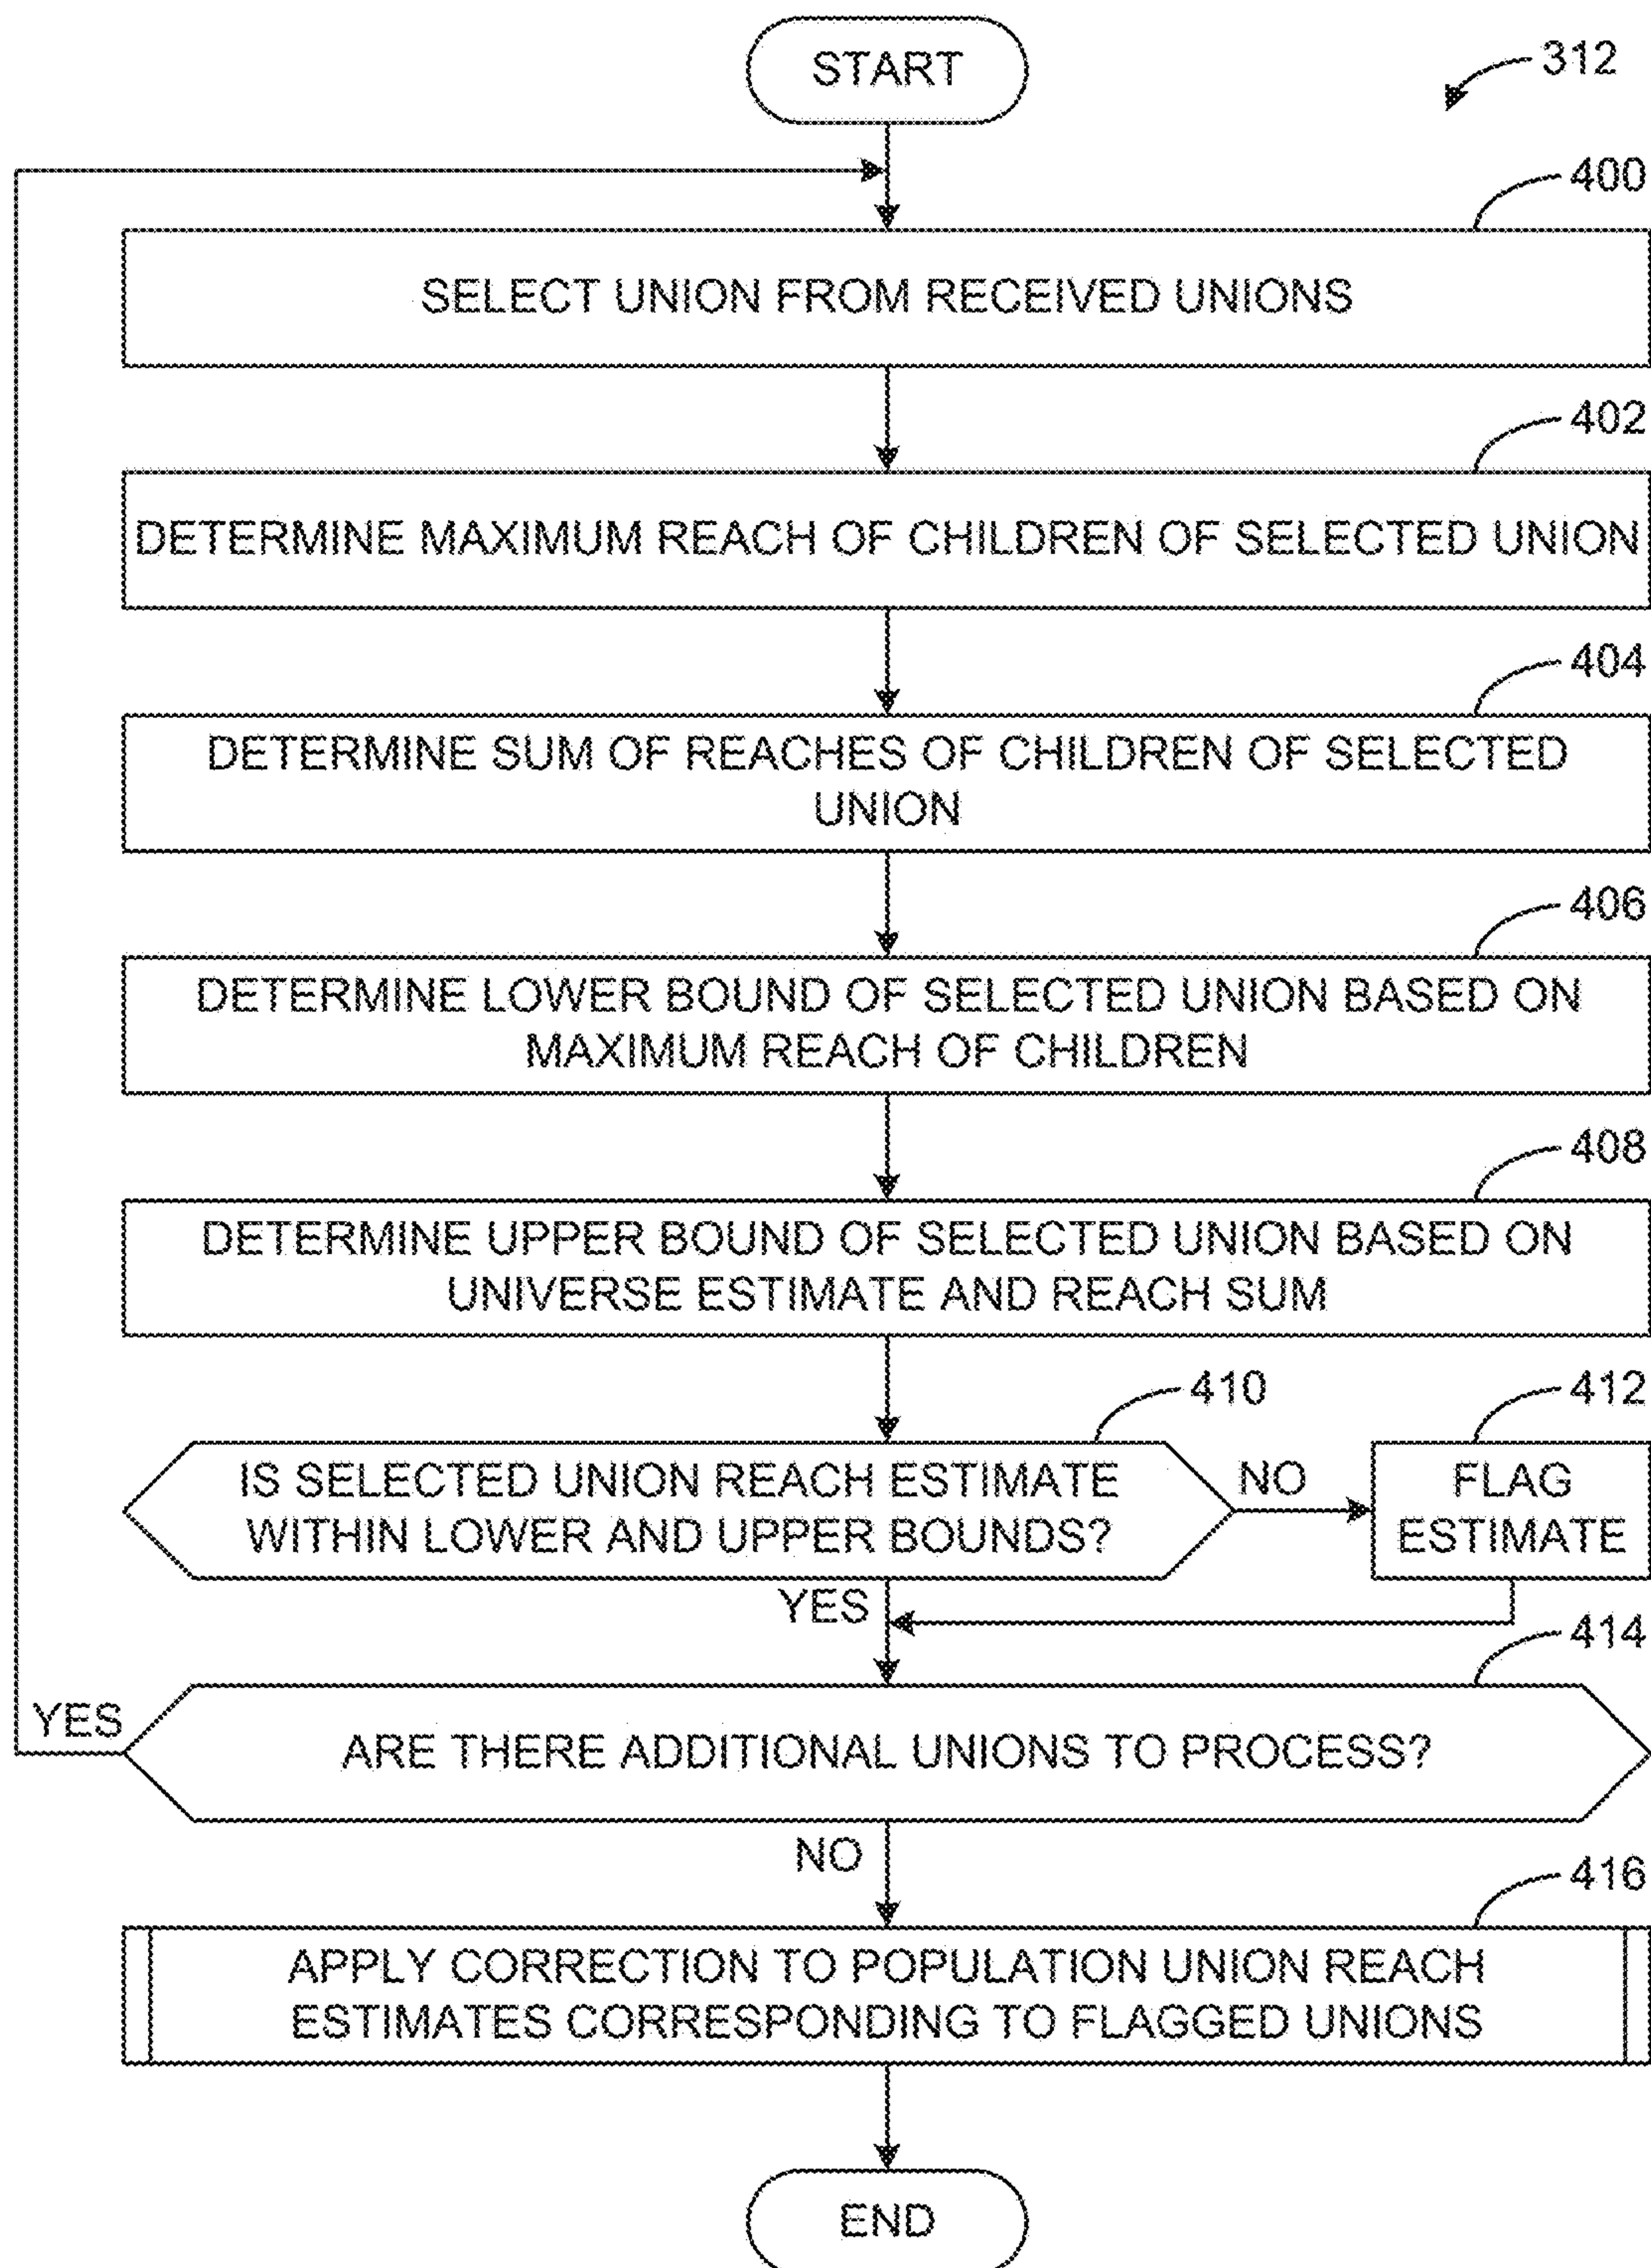 START
312
400
SELECT UNION FROM RECEIVED UNIONS
402
DETERMINE MAXIMUM REACH OF CHILDREN OF SELECTED UNION
404
DETERMINE SUM OF REACHES OF CHILDREN OF SELECTED
UNION
406
DETERMINE LOWER BOUND OF SELECTED UNION BASED ON
MAXIMUM REACH OF CHILDREN
408
DETERMINE UPPER BOUND OF SELECTED UNION BASED ON
UNIVERSE ESTIMATE AND REACH SUM
410
412
IS SELECTED UNION REACH ESTIMATE
WITHIN LOWER AND UPPER BOUNDS?
NO
FLAG
ESTIMATE
YES
414
YES
ARE THERE ADDITIONAL UNIONS TO PROCESS?
NO
416
APPLY CORRECTION TO POPULATION UNION REACH
ESTIMATES CORRESPONDING TO FLAGGED UNIONS
END